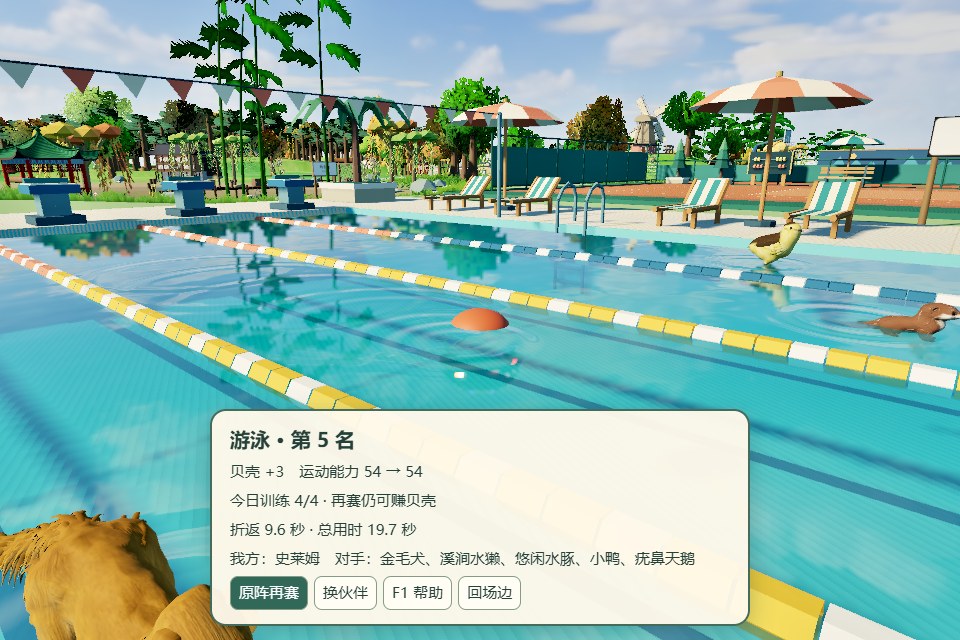 游泳 · 第 5 名
贝壳 +3 运动能力 54 → 54
今日训练 4/4 · 再赛仍可赚贝壳
折返 9.6 秒 · 总用时 19.7 秒
我方：史莱姆 对手：金毛犬、溪涧水獭、悠闲水豚、小鸭、疣鼻天鹅
原阵再赛 换伙伴 F1 帮助 回场边